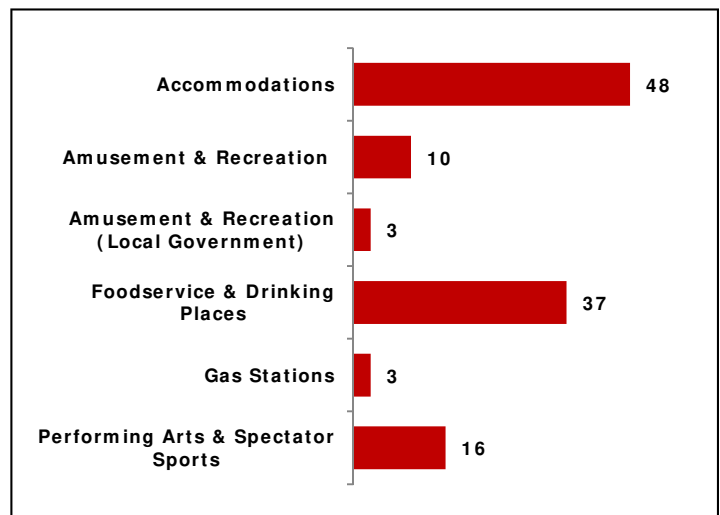 Accommodations
48
Amusement & Recreation
10
Amusement & Recreation
(Local Government)
3
Foodservice & Drinking
Places
37
Gas Stations
3
Performing Arts & Spectator
Sports
16